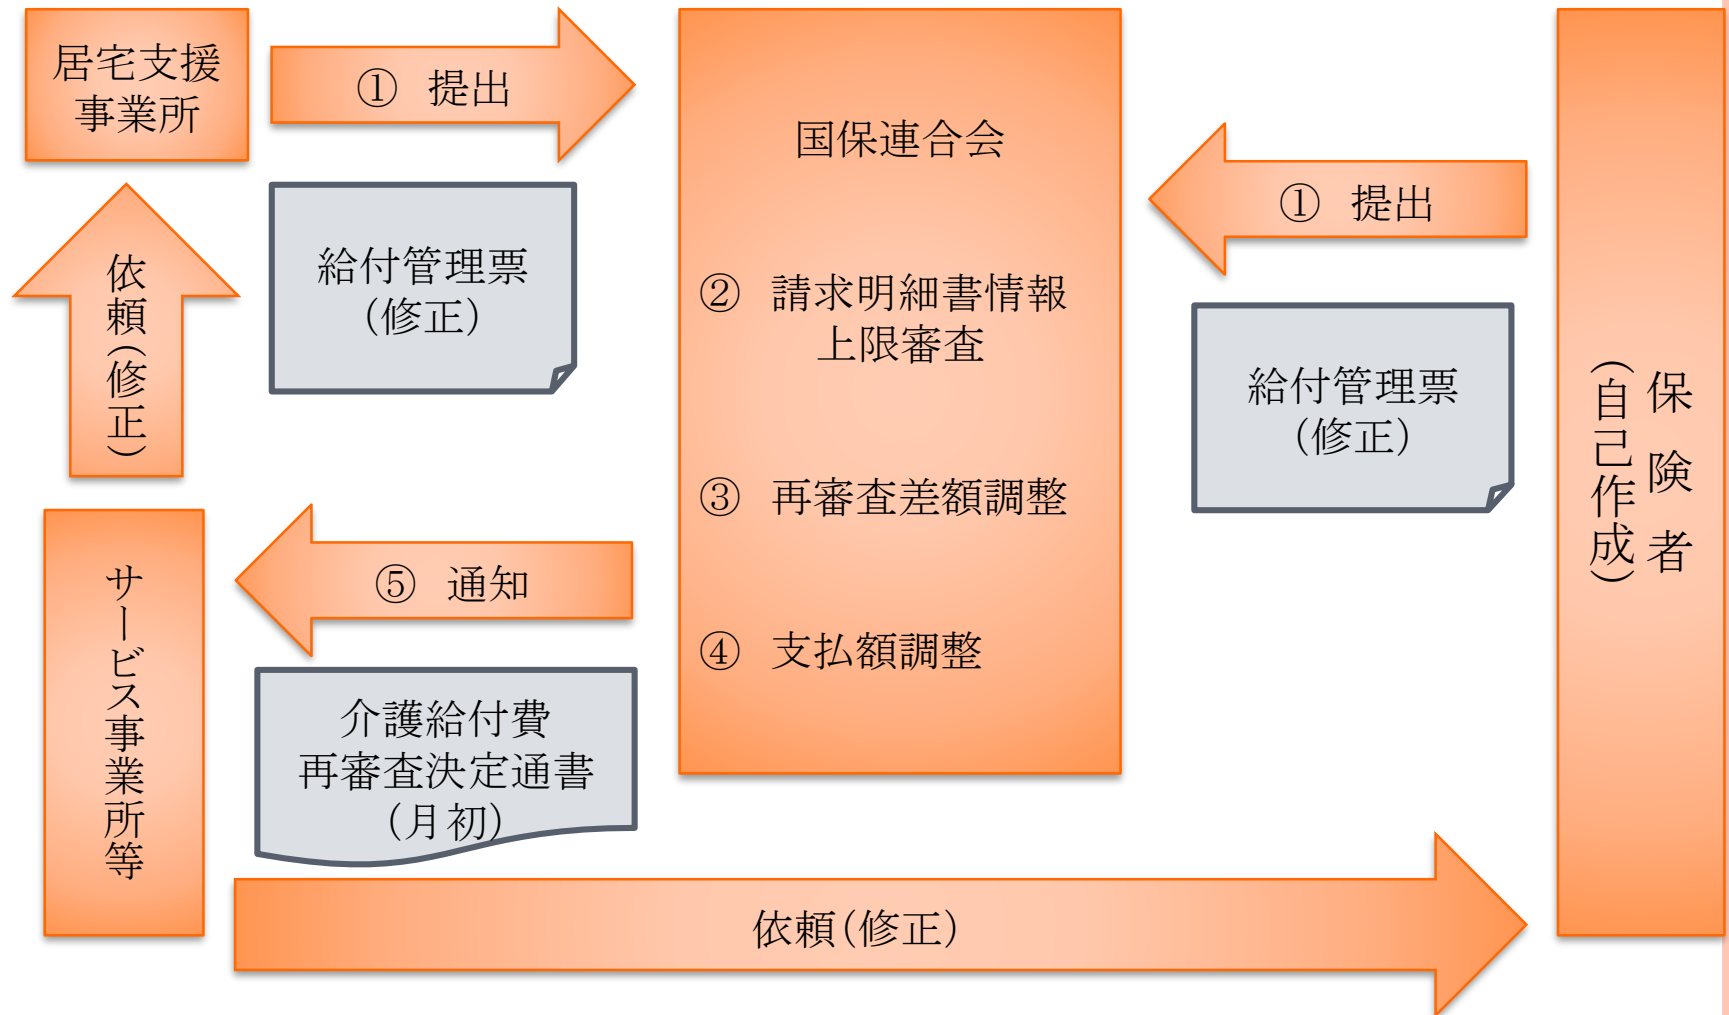 居宅支援
事業所
① 提出
給付管理票
(修正)
依頼(修正)
サービス事業所等
国保連合会
② 請求明細書情報
上限審査
③ 再審査差額調整
④ 支払額調整
⑤ 通知
介護給付費
再審査決定通書
(月初)
① 提出
給付管理票
(修正)
保険者
(自己作成)
依頼(修正)